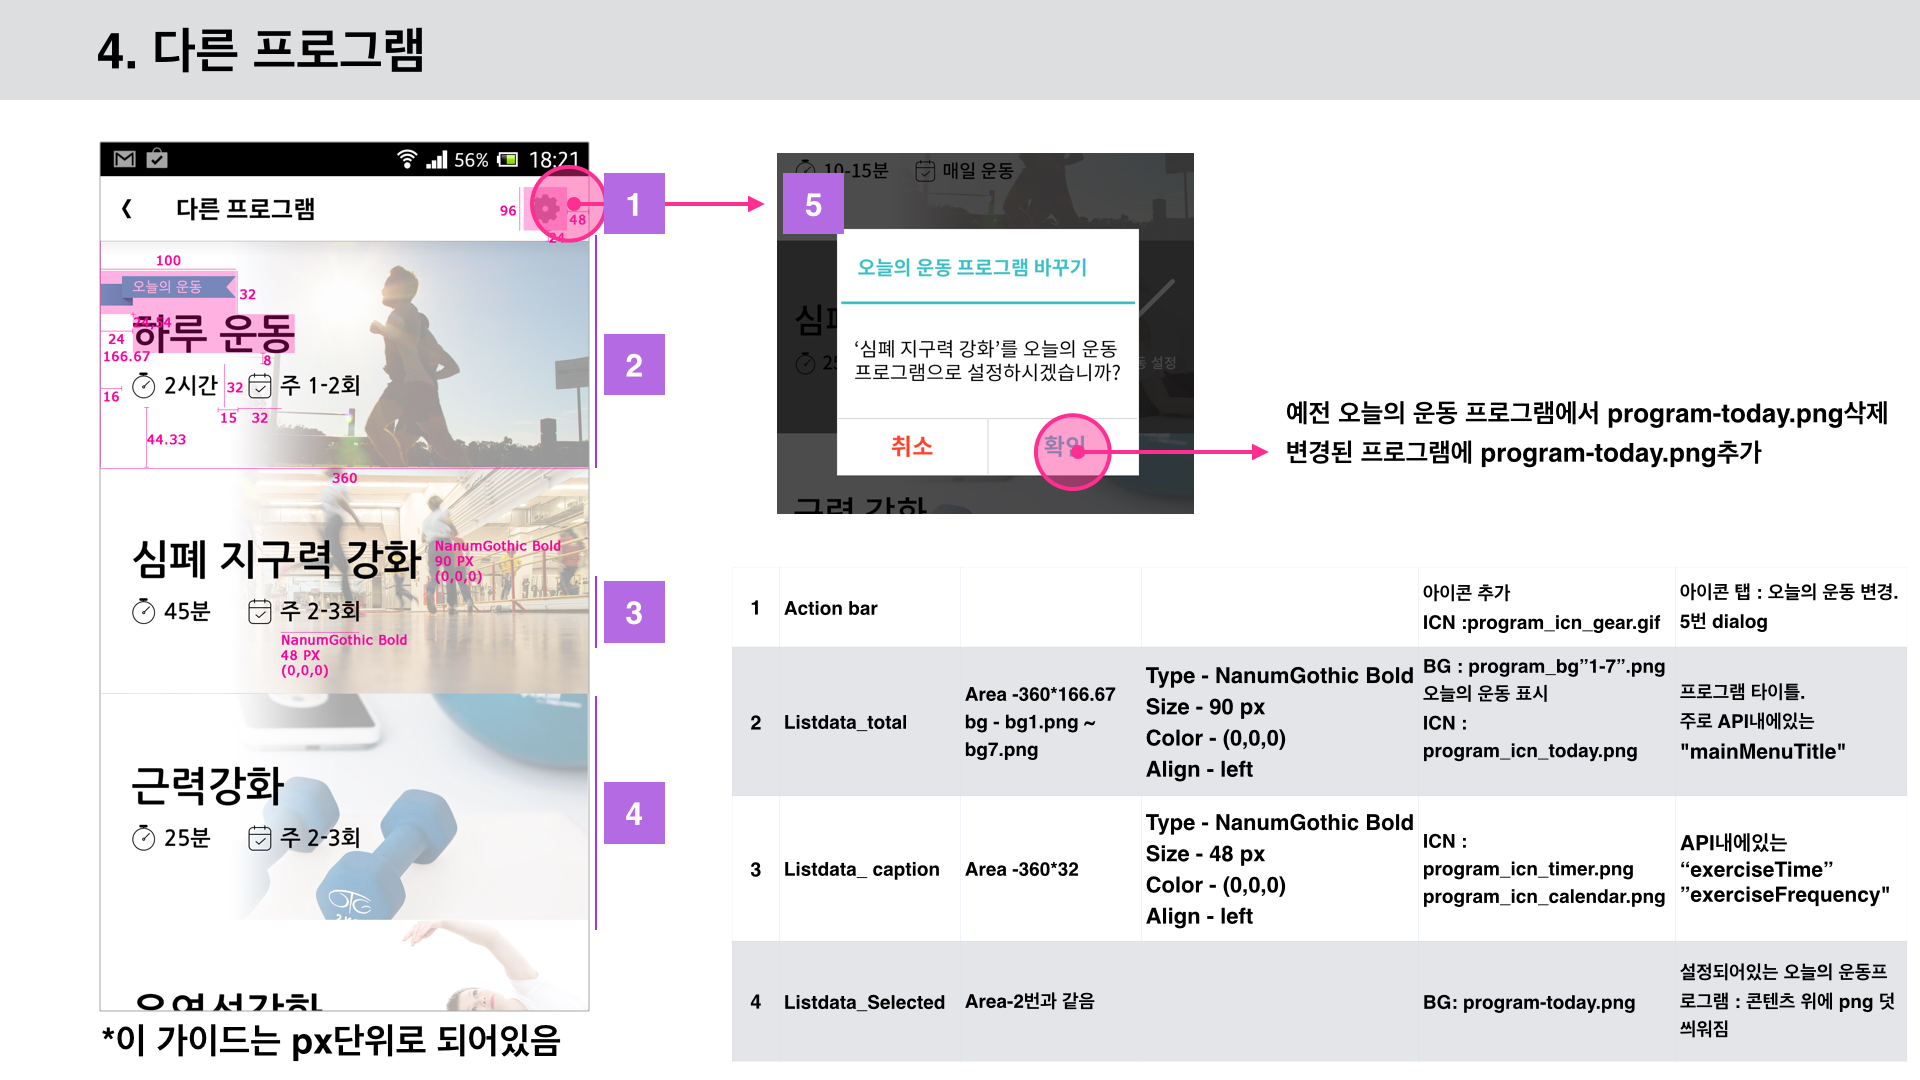 4. 다른 프로그램
56% 18:21
다른 프로그램
96
48
24
1
100
오늘의 운동
32
24.54
하루 운동
24
166.67
8
2시간
32
주 1-2회
16
15
32
44.33
2
360
심폐 지구력 강화
NanumGothic Bold
90 PX
(0,0,0)
45분
주 2-3회
NanumGothic Bold
48 PX
(0,0,0)
3
근력강화
25분
주 2-3회
4
유연성강화
*이 가이드는 px단위로 되어있음
10-15분
매일 운동
5
오늘의 운동 프로그램 바꾸기
심폐
25
동 설정
‘심폐 지구력 강화’를 오늘의 운동
프로그램으로 설정하시겠습니까?
취소
확인
근력 강화
예전 오늘의 운동 프로그램에서 program-today.png삭제
변경된 프로그램에 program-today.png추가
1
Action bar
아이콘 추가
ICN :program_icn_gear.gif
아이콘 탭 : 오늘의 운동 변경.
5번 dialog
2
Listdata_total
Area -360*166.67
bg - bg1.png ~
bg7.png
Type - NanumGothic Bold
Size - 90 px
Color - (0,0,0)
Align - left
BG : program_bg”1-7”.png
오늘의 운동 표시
ICN :
program_icn_today.png
프로그램 타이틀.
주로 API내에있는
"mainMenuTitle"
3
Listdata_ caption
Area -360*32
Type - NanumGothic Bold
Size - 48 px
Color - (0,0,0)
Align - left
ICN :
program_icn_timer.png
program_icn_calendar.png
API내에있는
“exerciseTime”
”exerciseFrequency"
4
Listdata_Selected
Area-2번과 같음
BG: program-today.png
설정되어있는 오늘의 운동프
로그램 : 콘텐츠 위에 png 덧
씌워짐